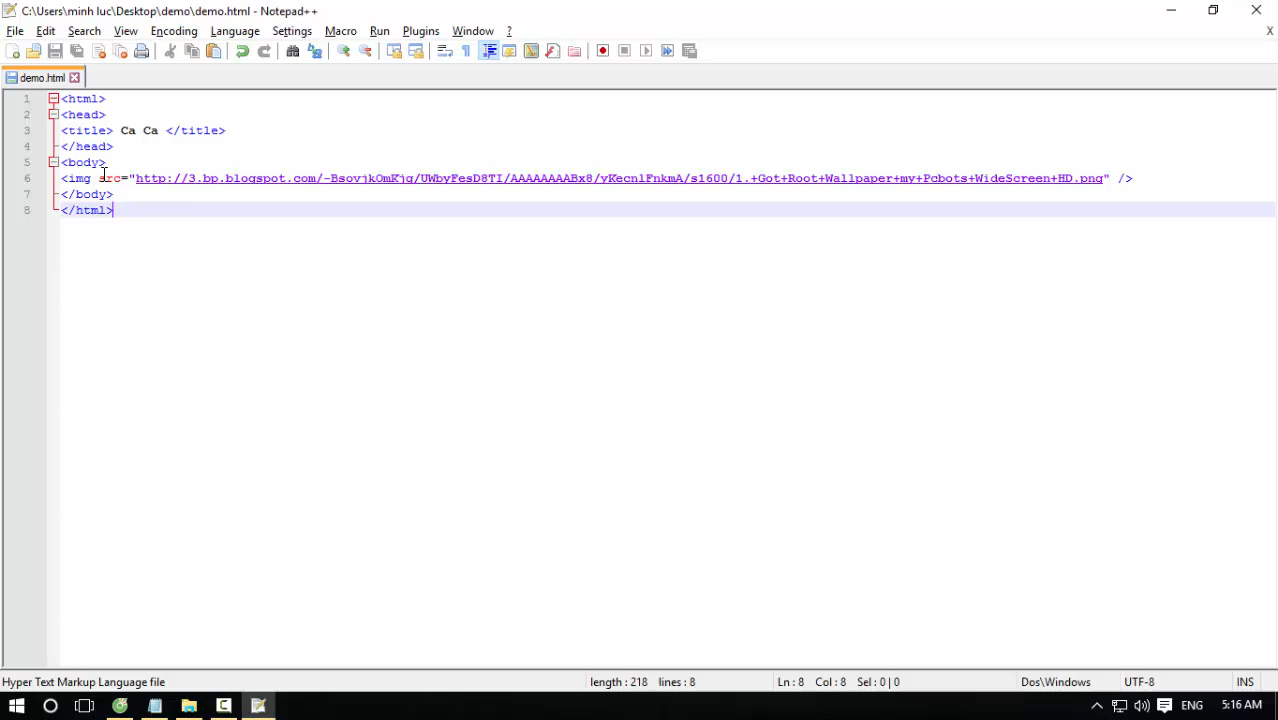 C:\Users\minh luc\Desktop\demo\demo.html - Notepad++
File Edit Search View Encoding Language Settings Macro Run Plugins Window ? X
demo.html
1 <html>
2 <head>
3 <title> Ca Ca </title>
4 </head>
5 <body>
6 <img src="http://3.bp.blogspot.com/-BsovjkOmKjg/UWbyFesD8TI/AAAAAAAABx8/yKecnlFnkmA/s1600/1.+Got+Root+Wallpaper+my+Pcbots+WideScreen+HD.png" />
7 </body>
8 </html>
Hyper Text Markup Language file length : 218 lines : 8 Ln : 8 Col : 8 Sel : 0 | 0 Dos\Windows UTF-8 INS
ENG 5:16 AM